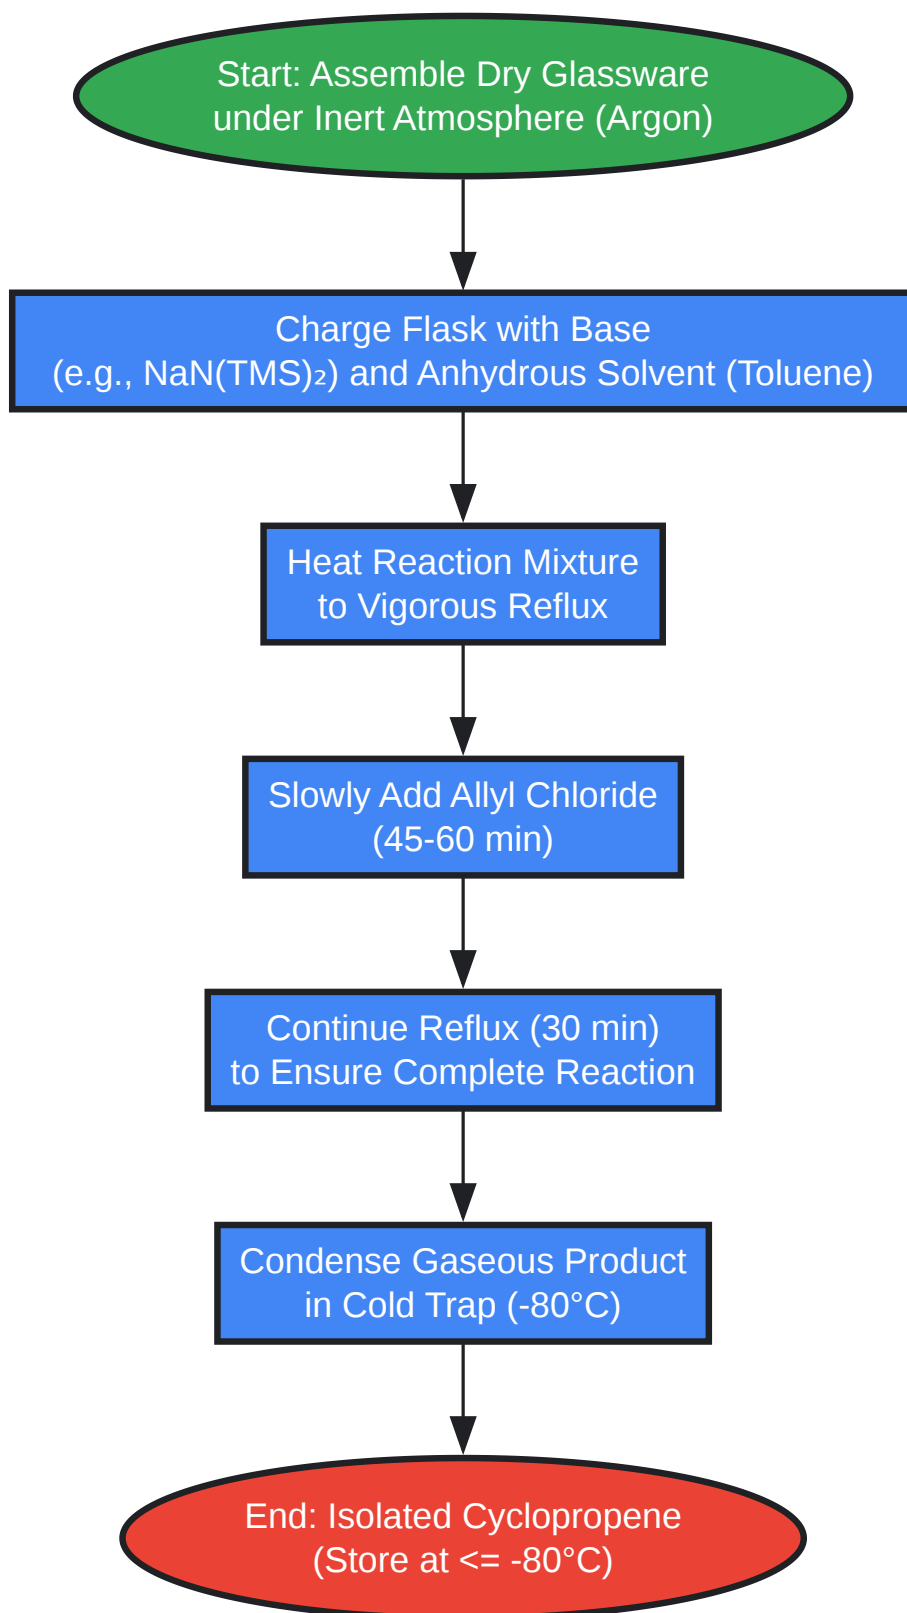 Start: Assemble Dry Glassware
under Inert Atmosphere (Argon)
Charge Flask with Base
(e.g., NaN(TMS)₂) and Anhydrous Solvent (Toluene)
Heat Reaction Mixture
to Vigorous Reflux
Slowly Add Allyl Chloride
(45-60 min)
Continue Reflux (30 min)
to Ensure Complete Reaction
Condense Gaseous Product
in Cold Trap (-80°C)
End: Isolated Cyclopropene
(Store at <= -80°C)